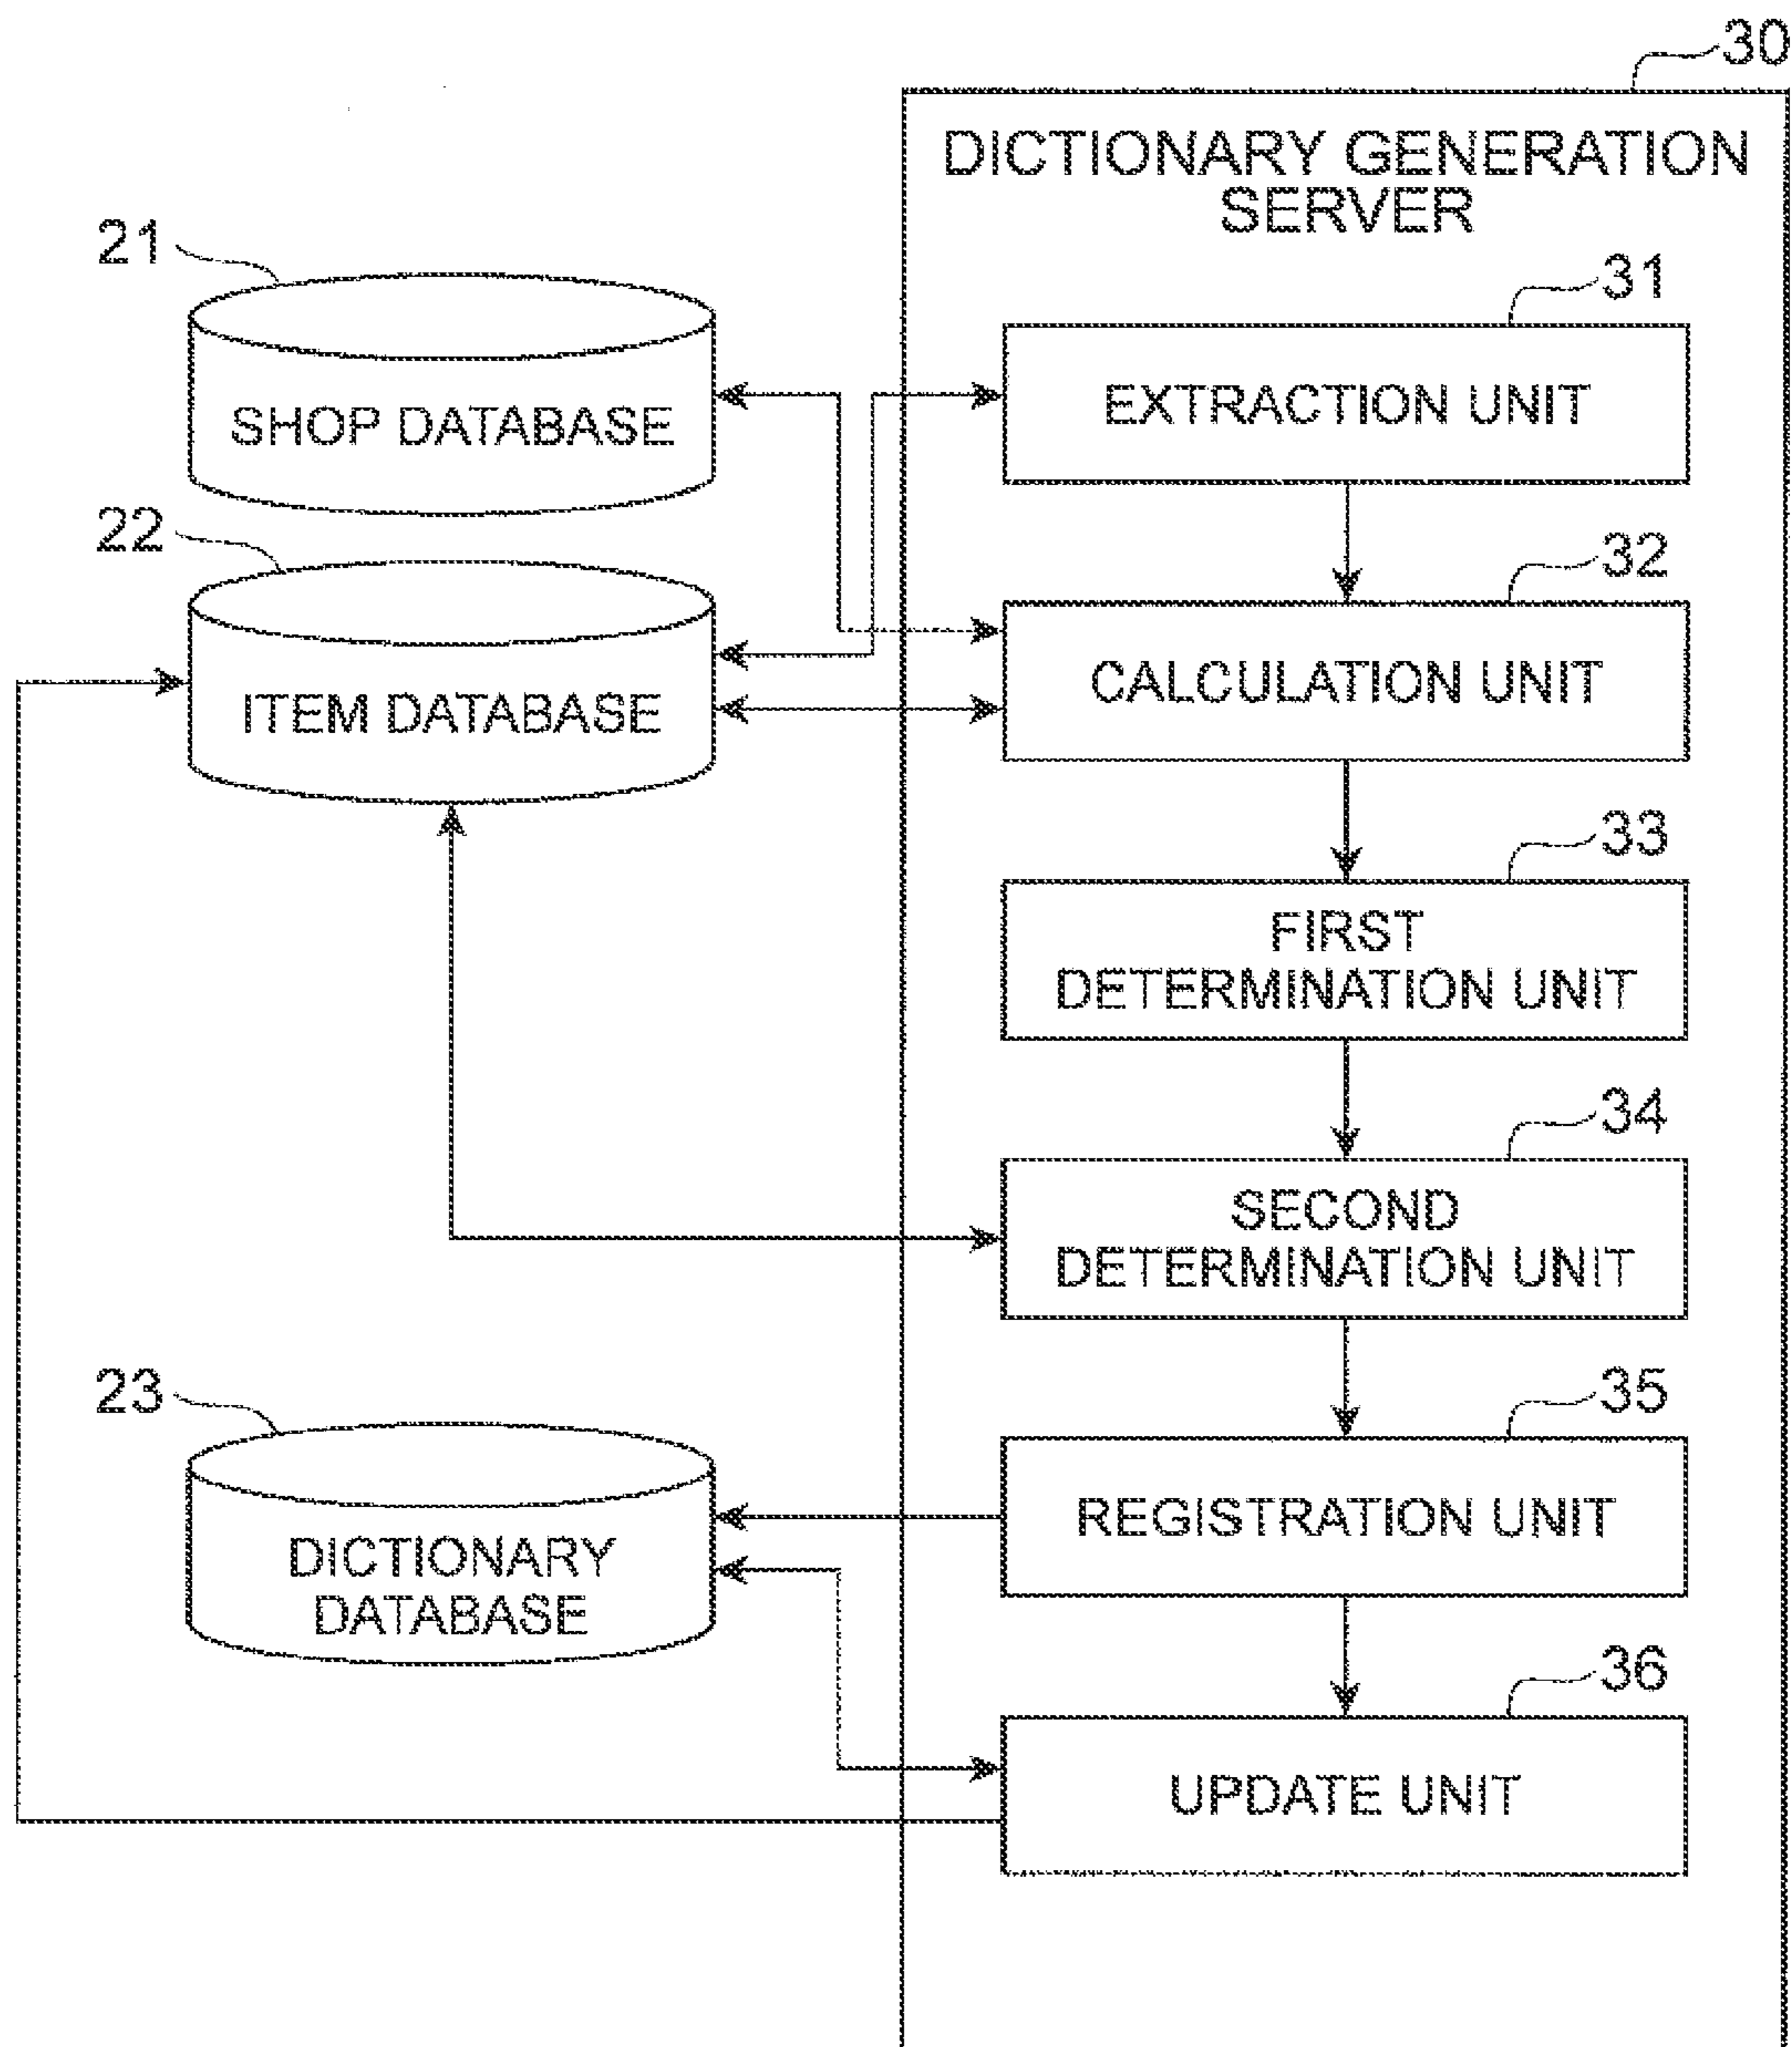 30
DICTIONARY GENERATION
SERVER
21
31
SHOP DATABASE
EXTRACTION UNIT
22
32
ITEM DATABASE
CALCULATION UNIT
33
FIRST
DETERMINATION UNIT
34
SECOND
DETERMINATION UNIT
23
35
DICTIONARY
DATABASE
REGISTRATION UNIT
36
UPDATE UNIT